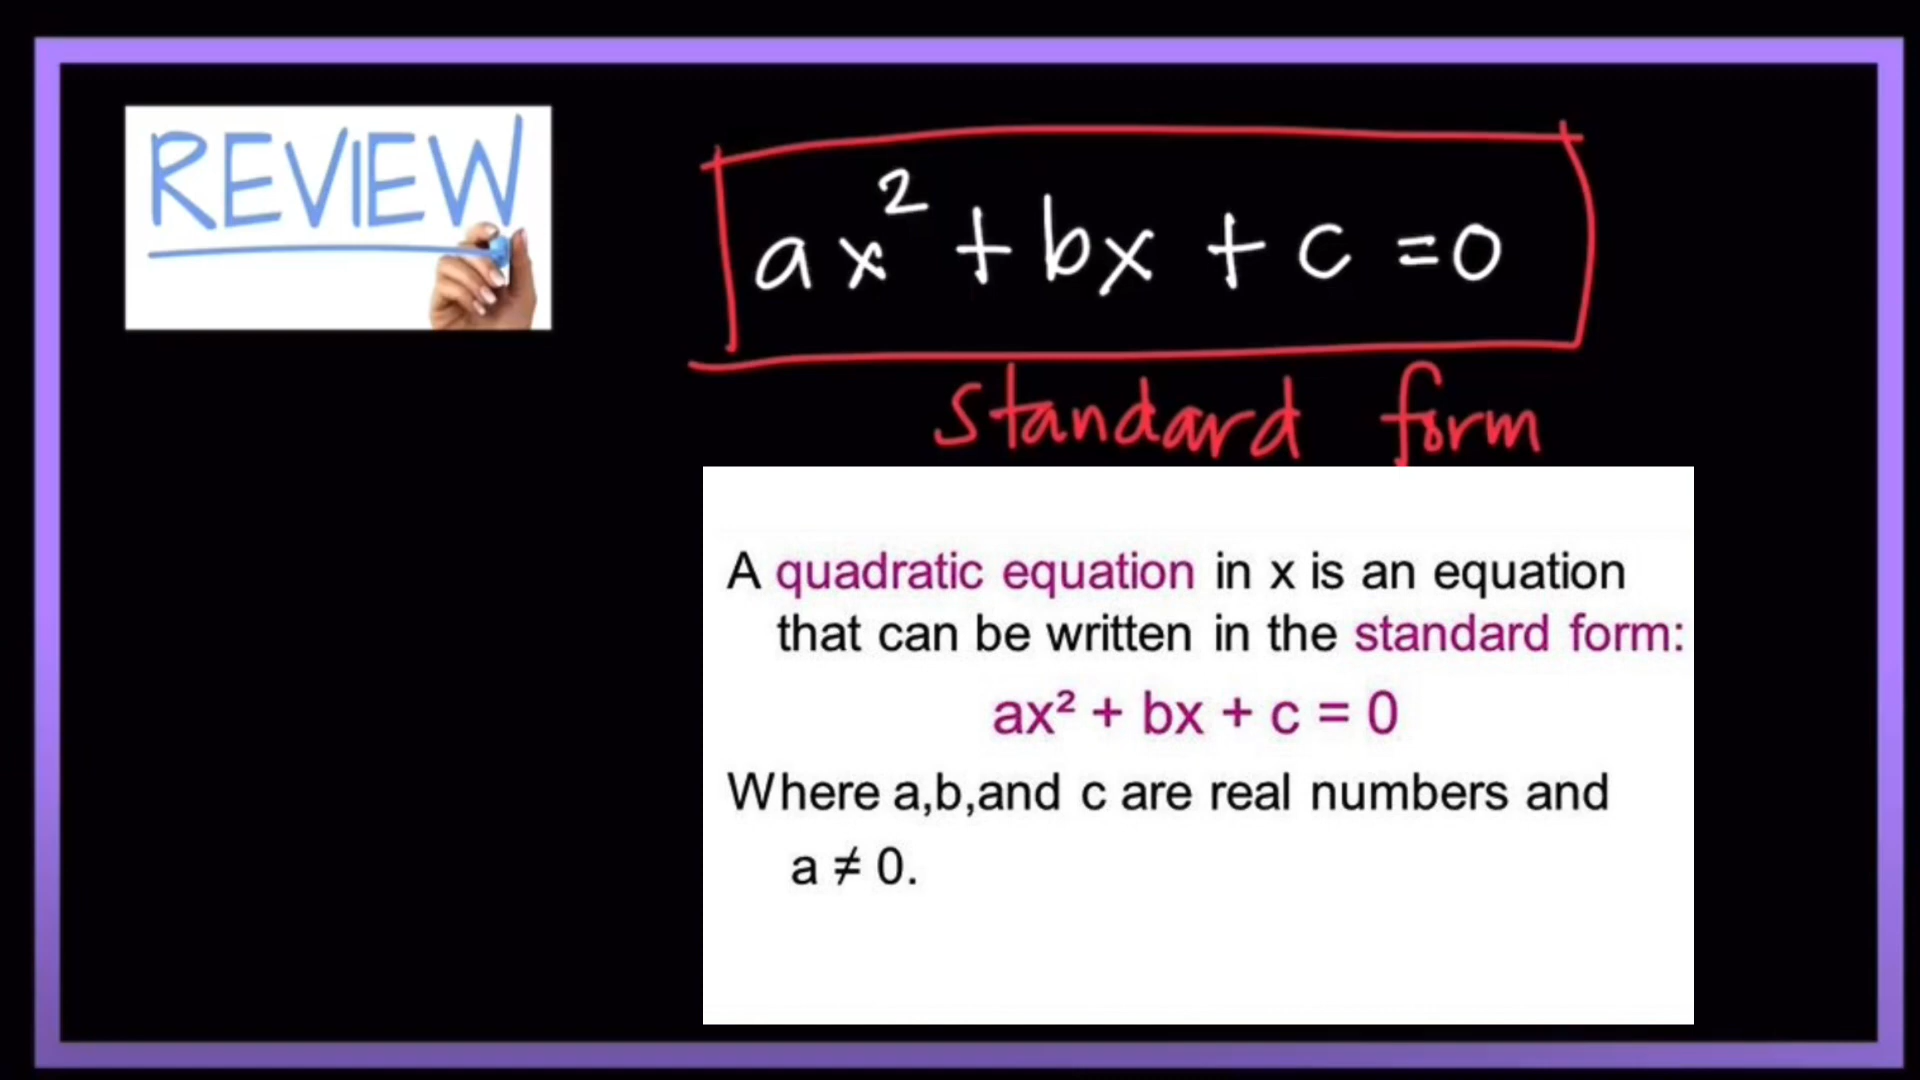 REVIEW
ax² + bx + c =0
standard form
A quadratic equation in x is an equation
that can be written in the standard form:
ax² + bx + c = 0
Where a,b,and c are real numbers and
a ≠ 0.